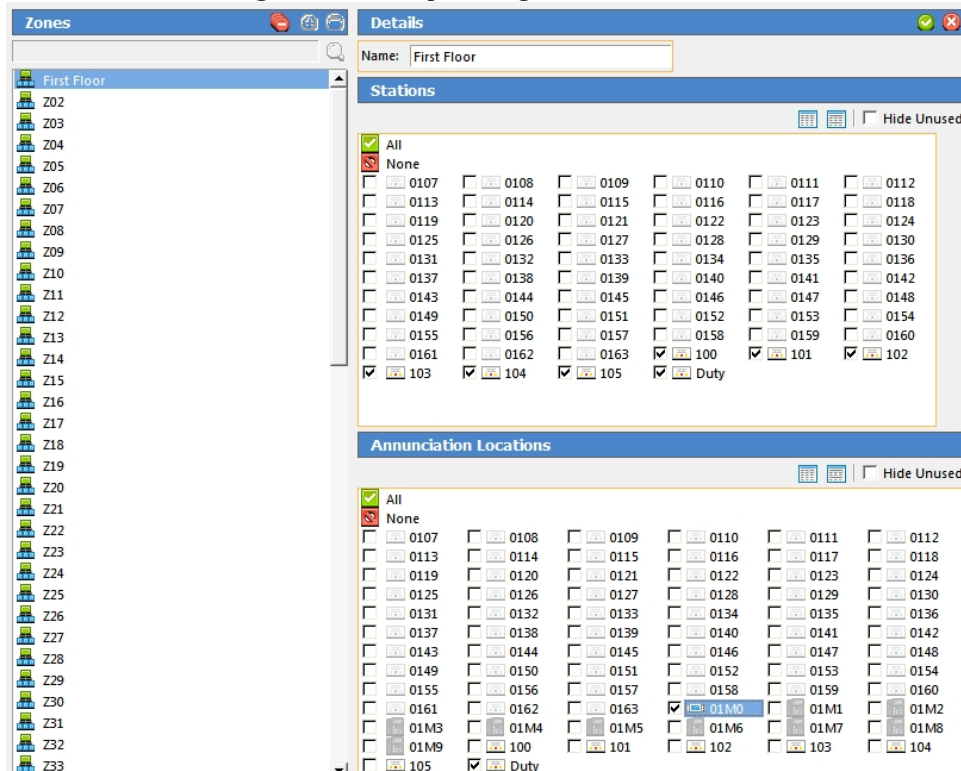 Zones
First Floor
Z02
Z03
Z04
Z05
Z06
Z07
Z08
Z09
Z10
Z11
Z12
Z13
Z14
Z15
Z16
Z17
Z18
Z19
Z20
Z21
Z22
Z23
Z24
Z25
Z26
Z27
Z28
Z29
Z30
Z31
Z32
Z33
Details
Name: First Floor
Stations
Hide Unused
All
None
0107 0108 0109 0110 0111 0112
0113 0114 0115 0116 0117 0118
0119 0120 0121 0122 0123 0124
0125 0126 0127 0128 0129 0130
0131 0132 0133 0134 0135 0136
0137 0138 0139 0140 0141 0142
0143 0144 0145 0146 0147 0148
0149 0150 0151 0152 0153 0154
0155 0156 0157 0158 0159 0160
0161 0162 0163 100 101 102
103 104 105 Duty
Annunciation Locations
Hide Unused
All
None
0107 0108 0109 0110 0111 0112
0113 0114 0115 0116 0117 0118
0119 0120 0121 0122 0123 0124
0125 0126 0127 0128 0129 0130
0131 0132 0133 0134 0135 0136
0137 0138 0139 0140 0141 0142
0143 0144 0145 0146 0147 0148
0149 0150 0151 0152 0153 0154
0155 0156 0157 0158 0159 0160
0161 0162 0163 01M0 01M1 01M2
01M3 01M4 01M5 01M6 01M7 01M8
01M9 100 101 102 103 104
105 Duty